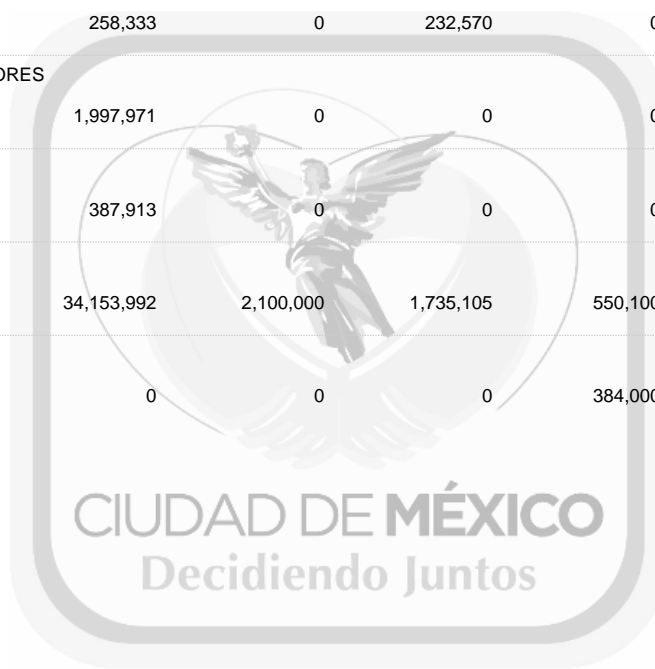 258,333 0 232,570 0
ORES
1,997,971 0 0 0
387,913 0 0 0
34,153,992 2,100,000 1,735,105 550,100
0 0 0 384,000
CIUDAD DE MÉXICO
Decidiendo Juntos